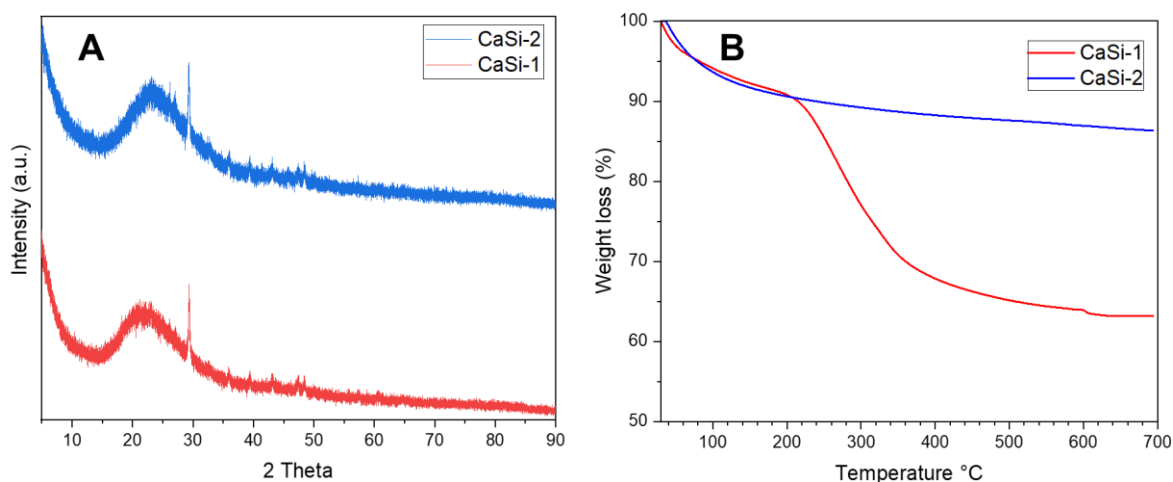 A
CaSi-2
CaSi-1
Intensity (a.u.)
10 20 30 40 50 60 70 80 90
2 Theta
B
CaSi-1
CaSi-2
Weight loss (%)
100
90
80
70
60
50
100 200 300 400 500 600 700
Temperature °C